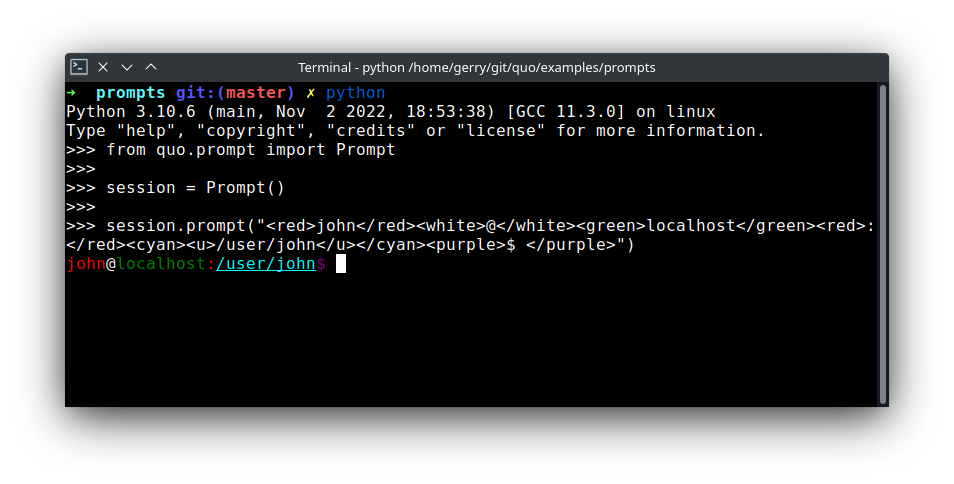 Terminal - python /home/gerry/git/quo/examples/prompts
➜  prompts git:(master) ✗ python
Python 3.10.6 (main, Nov  2 2022, 18:53:38) [GCC 11.3.0] on linux
Type "help", "copyright", "credits" or "license" for more information.
>>> from quo.prompt import Prompt
>>>
>>> session = Prompt()
>>>
>>> session.prompt("<red>john</red><white>@</white><green>localhost</green><red>:
</red><cyan><u>/user/john</u></cyan><purple>$ </purple>")
john@localhost:/user/john$